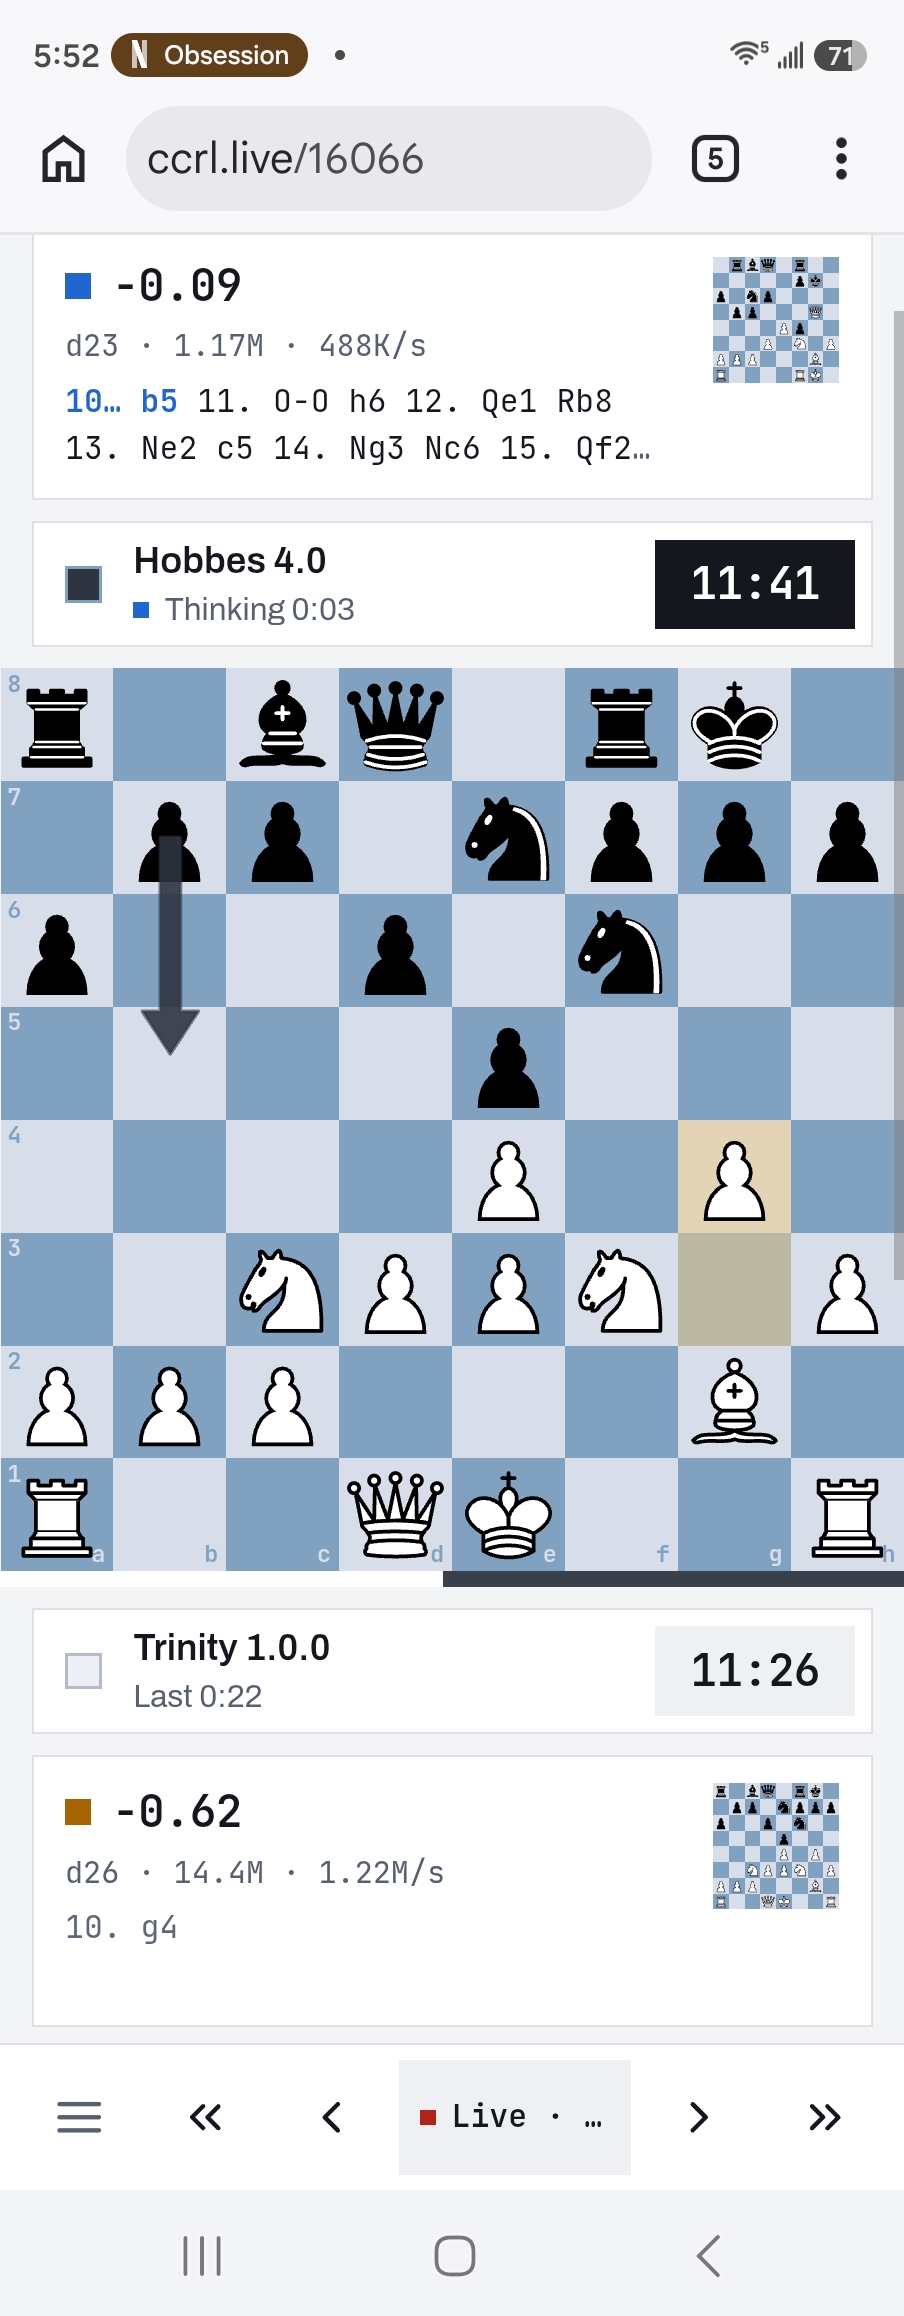 5:52 N Obsession • 5 71
ccrl.live/16066 5
-0.09
d23 · 1.17M · 488K/s
10… b5 11. O-O h6 12. Qe1 Rb8
13. Ne2 c5 14. Ng3 Nc6 15. Qf2…
Hobbes 4.0
Thinking 0:03
11:41
8
7
6
5
4
3
2
1
a b c d e f g h
Trinity 1.0.0
Last 0:22
11:26
-0.62
d26 · 14.4M · 1.22M/s
10. g4
Live · …